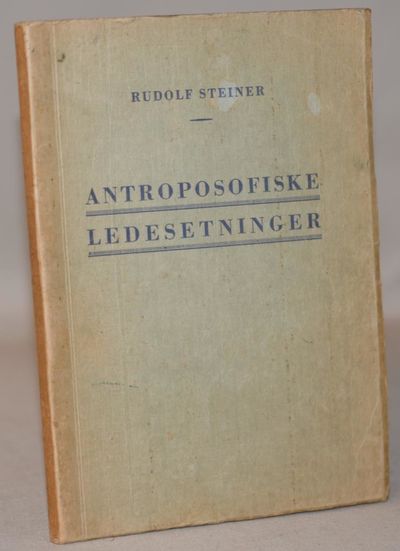 RUDOLF STEINER
ANTROPOSOFISKE
LEDESETNINGER